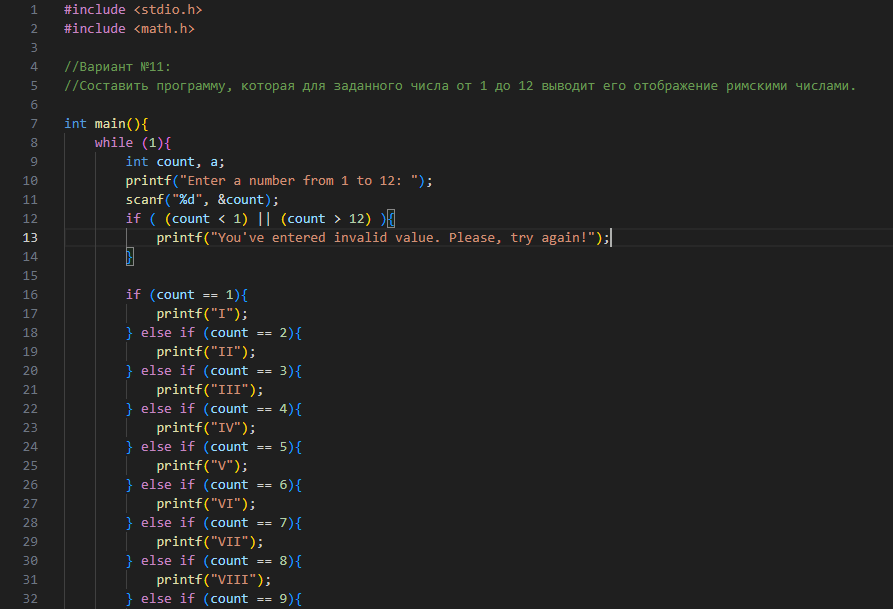 1 #include <stdio.h>
2 #include <math.h>
3
4 //Вариант №11:
5 //Составить программу, которая для заданного числа от 1 до 12 выводит его отображение римскими числами.
6
7 int main(){
8     while (1){
9         int count, a;
10         printf("Enter a number from 1 to 12: ");
11         scanf("%d", &count);
12         if ( (count < 1) || (count > 12) ){
13             printf("You've entered invalid value. Please, try again!");
14         }
15
16         if (count == 1){
17             printf("I");
18         } else if (count == 2){
19             printf("II");
20         } else if (count == 3){
21             printf("III");
22         } else if (count == 4){
23             printf("IV");
24         } else if (count == 5){
25             printf("V");
26         } else if (count == 6){
27             printf("VI");
28         } else if (count == 7){
29             printf("VII");
30         } else if (count == 8){
31             printf("VIII");
32         } else if (count == 9){